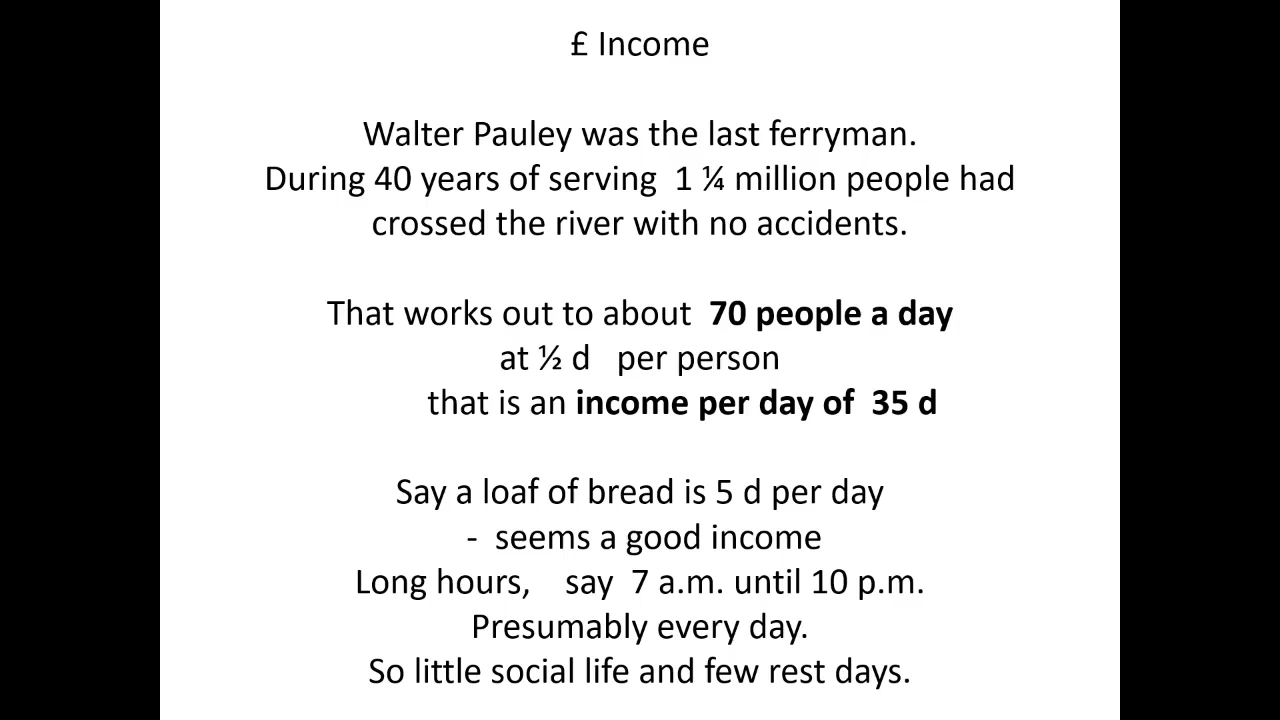 £ Income
Walter Pauley was the last ferryman.
During 40 years of serving  1 ¼ million people had
crossed the river with no accidents.
That works out to about  70 people a day
at ½ d   per person
that is an income per day of  35 d
Say a loaf of bread is 5 d per day
-  seems a good income
Long hours,    say  7 a.m. until 10 p.m.
Presumably every day.
So little social life and few rest days.